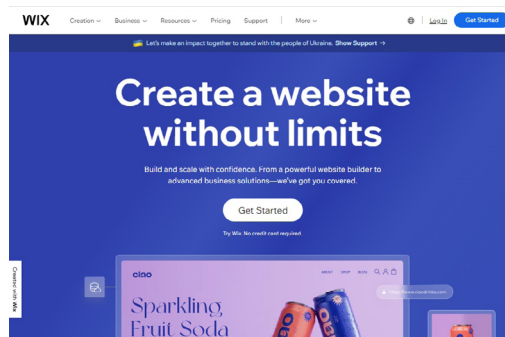 WIX
Creation Business Resources Pricing Support More Log In Get Started
Let's make an impact together to stand with the people of Ukraine. Show Support →
Create a website
without limits
Build and scale with confidence. From a powerful website builder to
advanced business solutions—we've got you covered.
Get Started
Try Wix. No credit card required.
Created with Wix
ciao
ABOUT SHOP BLOG
Sparkling
Fruit Soda